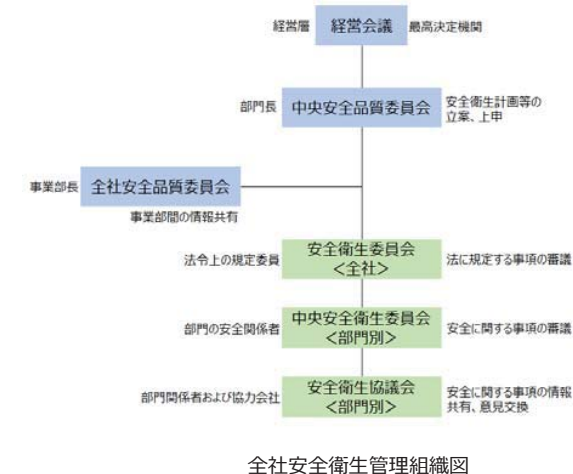 経営層 経営会議 最高決定機関
部門長 中央安全品質委員会 安全衛生計画等の
立案、上申
事業部長 全社安全品質委員会
事業部間の情報共有
法令上の規定委員 安全衛生委員会
＜全社＞ 法に規定する事項の審議
部門の安全関係者 中央安全衛生委員会
＜部門別＞ 安全に関する事項の審議
部門関係者および協力会社 安全衛生協議会
＜部門別＞ 安全に関する事項の情報
共有、意見交換
全社安全衛生管理組織図